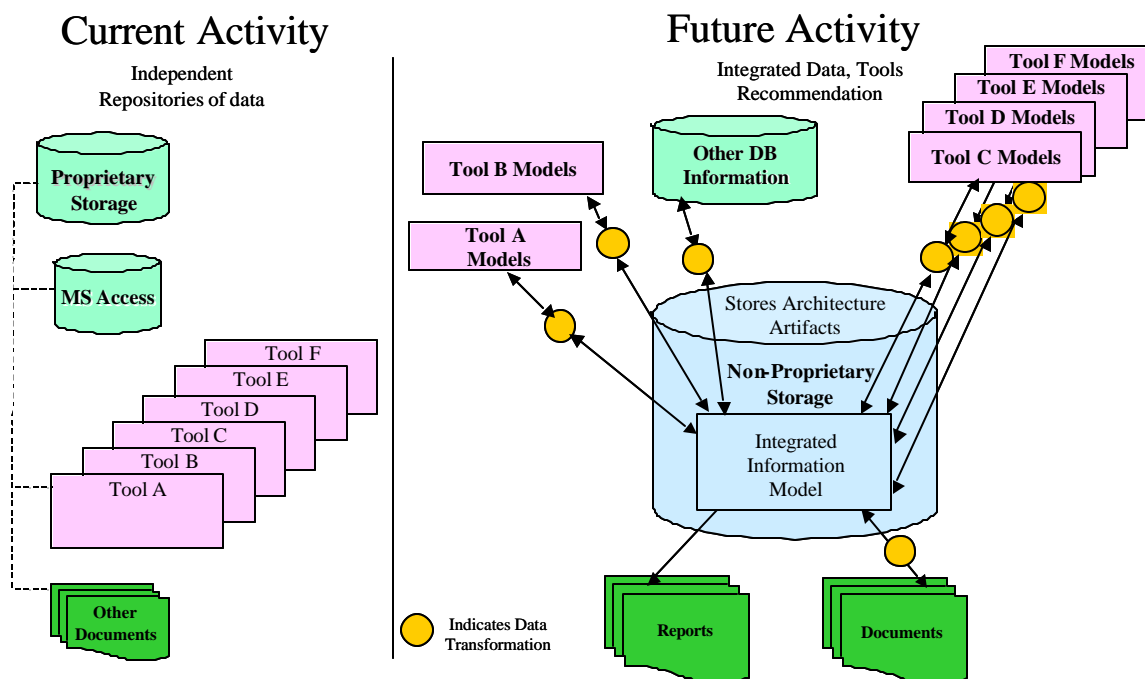 Current Activity
Independent
Repositories of data
Proprietary
Storage
MS Access
Tool F
Tool E
Tool D
Tool C
Tool B
Tool A
Other
Documents
Future Activity
Integrated Data, Tools
Recommendation
Tool F Models
Tool E Models
Tool D Models
Tool C Models
Tool B Models
Other DB
Information
Tool A
Models
Stores Architecture
Artifacts
Non-Proprietary
Storage
Integrated
Information
Model
Indicates Data
Transformation
Reports
Documents